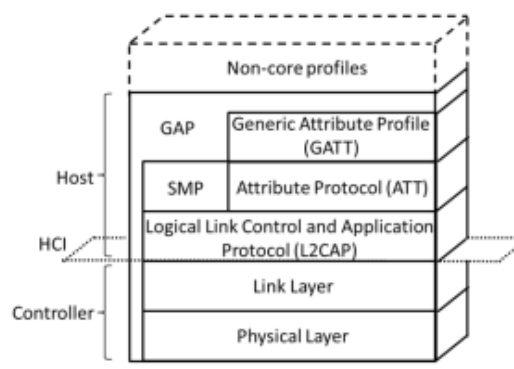 Non-core profiles
GAP
Generic Attribute Profile
(GATT)
Host
SMP
Attribute Protocol (ATT)
Logical Link Control and Application
Protocol (L2CAP)
HCI
Link Layer
Controller
Physical Layer